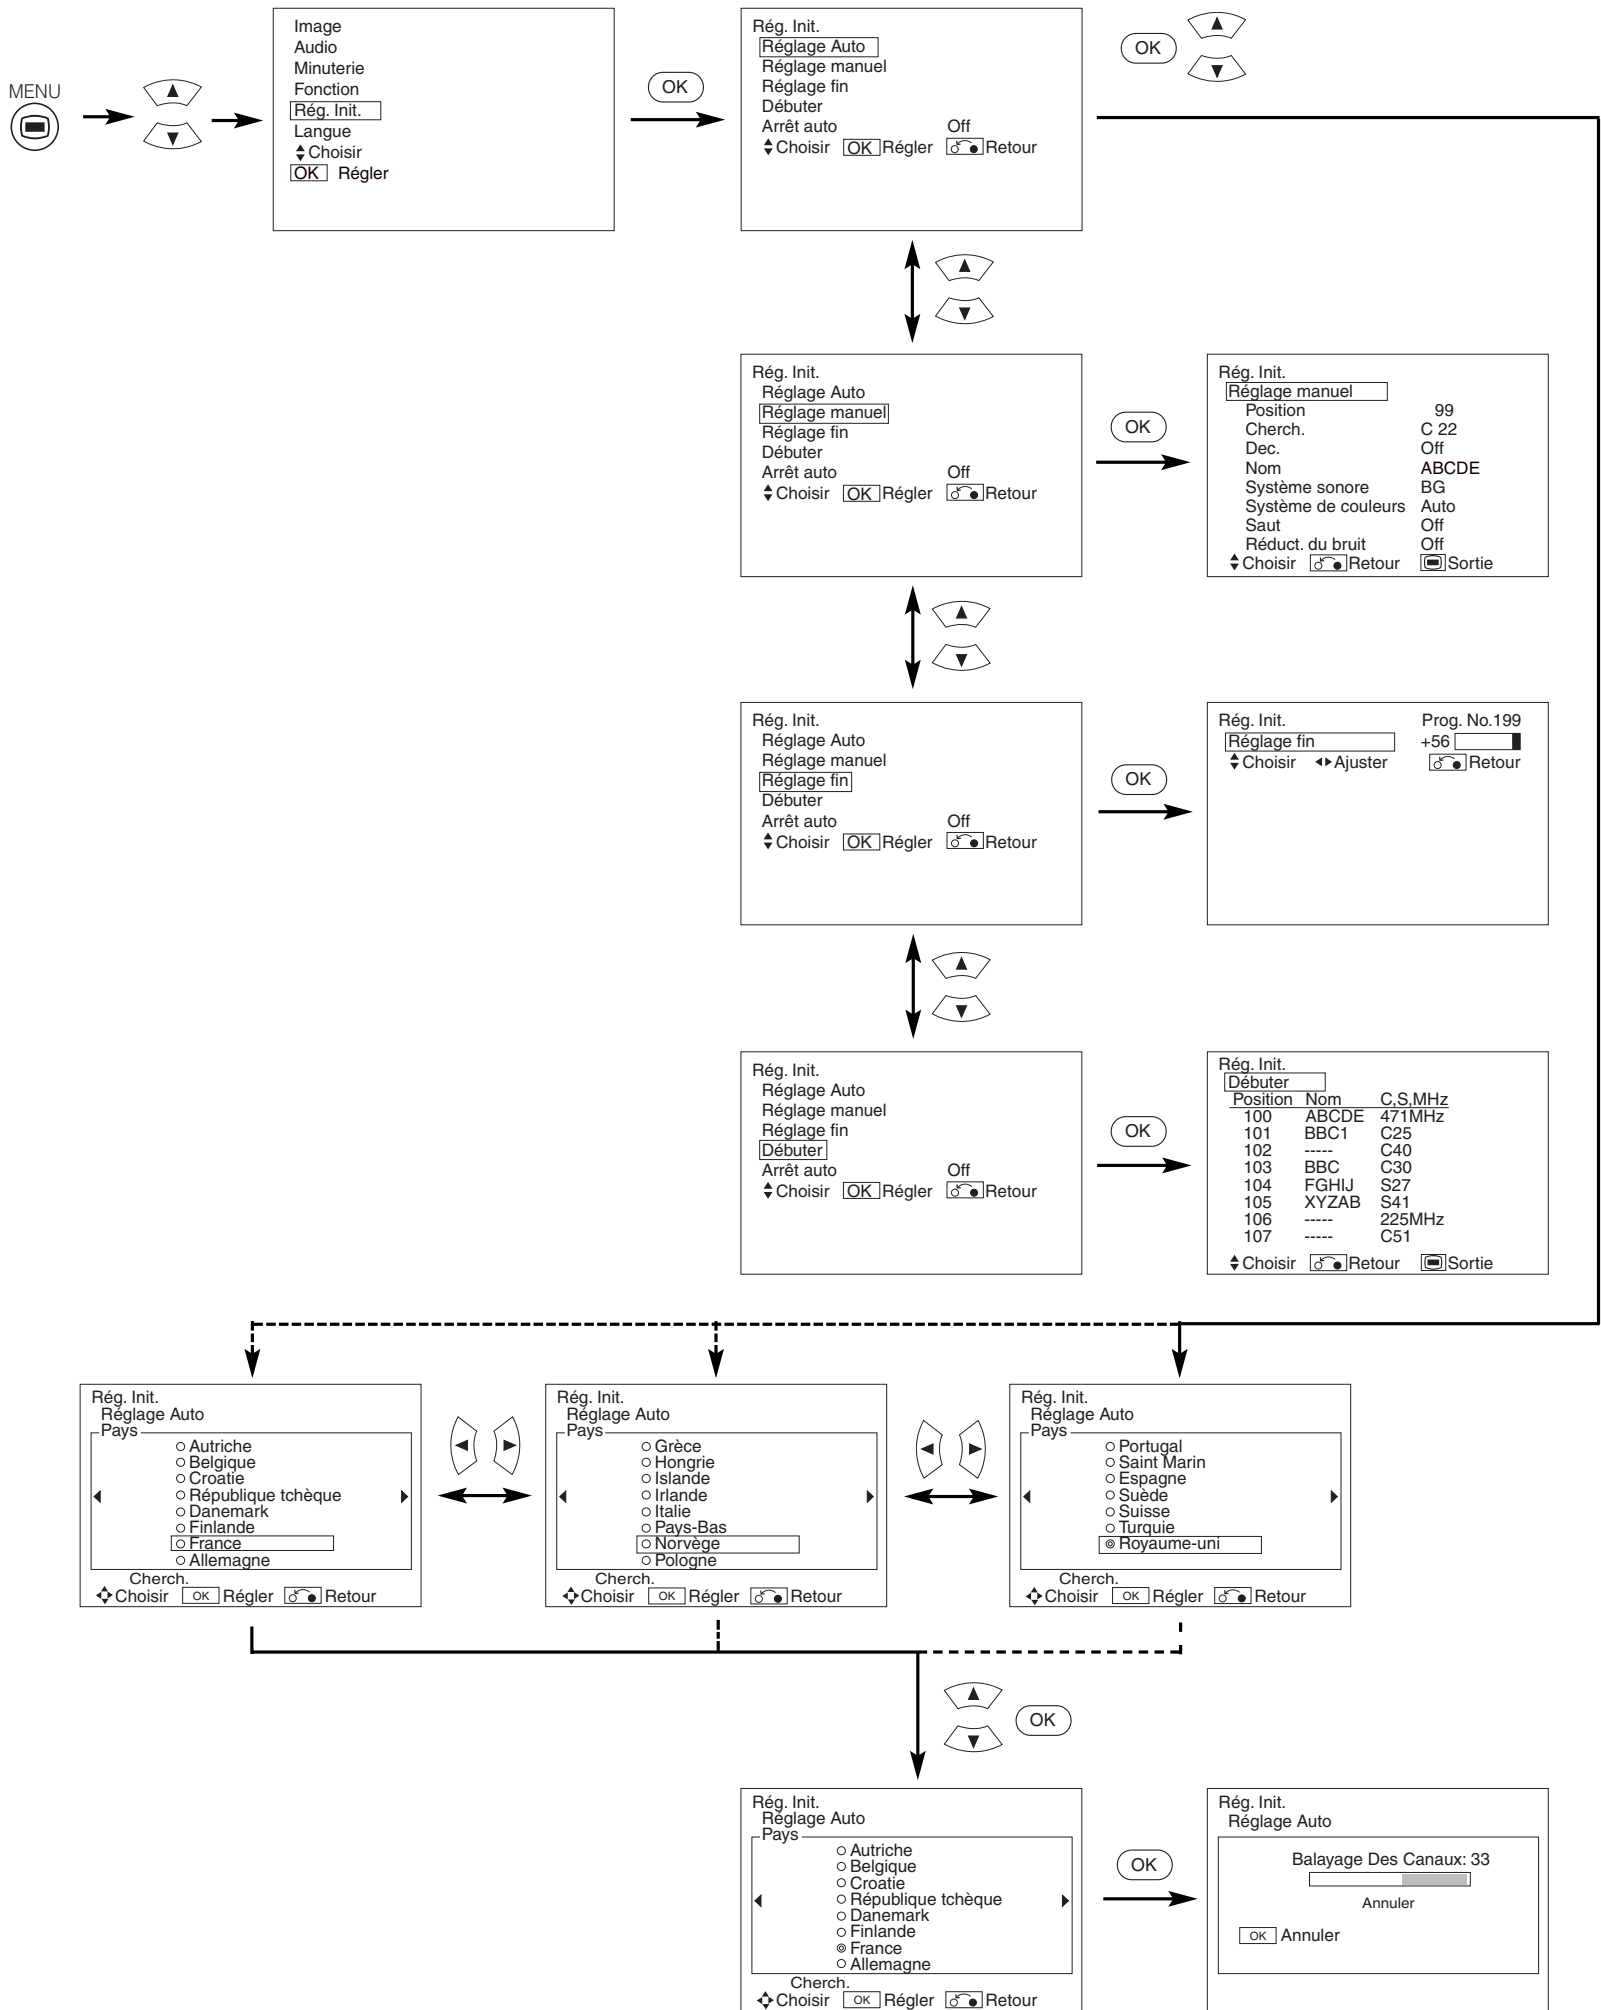 MENU
Image
Audio
Minuterie
Fonction
Rég. Init.
Langue
Choisir
OK Régler
OK
Rég. Init.
Réglage Auto
Réglage manuel
Réglage fin
Débuter
Arrêt auto Off
Choisir OK Régler Retour
OK
Rég. Init.
Réglage Auto
Réglage manuel
Réglage fin
Débuter
Arrêt auto Off
Choisir OK Régler Retour
OK
Rég. Init.
Réglage manuel
Position 99
Cherch. C 22
Dec. Off
Nom ABCDE
Système sonore BG
Système de couleurs Auto
Saut Off
Réduct. du bruit Off
Choisir Retour Sortie
Rég. Init.
Réglage Auto
Réglage manuel
Réglage fin
Débuter
Arrêt auto Off
Choisir OK Régler Retour
OK
Rég. Init. Prog. No.199
Réglage fin +56
Choisir Ajuster Retour
Rég. Init.
Réglage Auto
Réglage manuel
Réglage fin
Débuter
Arrêt auto Off
Choisir OK Régler Retour
OK
Rég. Init.
Débuter
Position Nom C,S,MHz
100 ABCDE 471MHz
101 BBC1 C25
102 ----- C40
103 BBC C30
104 FGHIJ S27
105 XYZAB S41
106 ----- 225MHz
107 ----- C51
Choisir Retour Sortie
Rég. Init.
Réglage Auto
Pays
Autriche
Belgique
Croatie
République tchèque
Danemark
Finlande
France
Allemagne
Cherch.
Choisir OK Régler Retour
Rég. Init.
Réglage Auto
Pays
Grèce
Hongrie
Islande
Irlande
Italie
Pays-Bas
Norvège
Pologne
Cherch.
Choisir OK Régler Retour
Rég. Init.
Réglage Auto
Pays
Portugal
Saint Marin
Espagne
Suède
Suisse
Turquie
Royaume-uni
Cherch.
Choisir OK Régler Retour
OK
Rég. Init.
Réglage Auto
Pays
Autriche
Belgique
Croatie
République tchèque
Danemark
Finlande
France
Allemagne
Cherch.
Choisir OK Régler Retour
OK
Rég. Init.
Réglage Auto
Balayage Des Canaux: 33
Annuler
OK Annuler